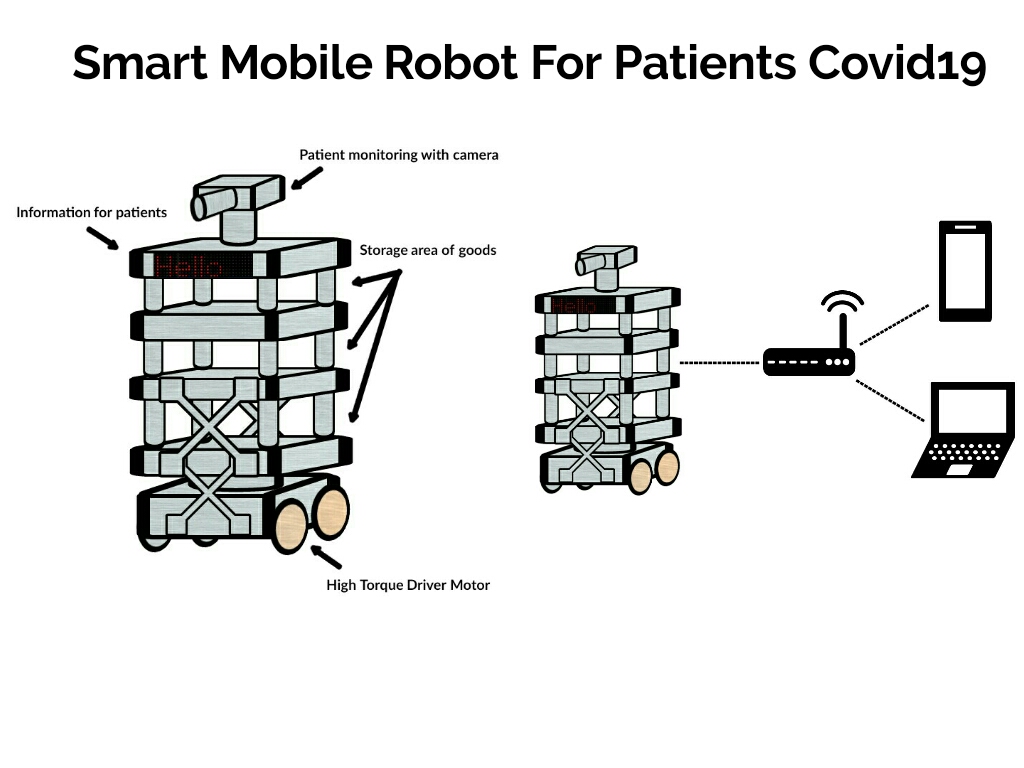 Smart Mobile Robot For Patients Covid19
Patient monitoring with camera
Information for patients
Storage area of goods
Hello
Hello
High Torque Driver Motor